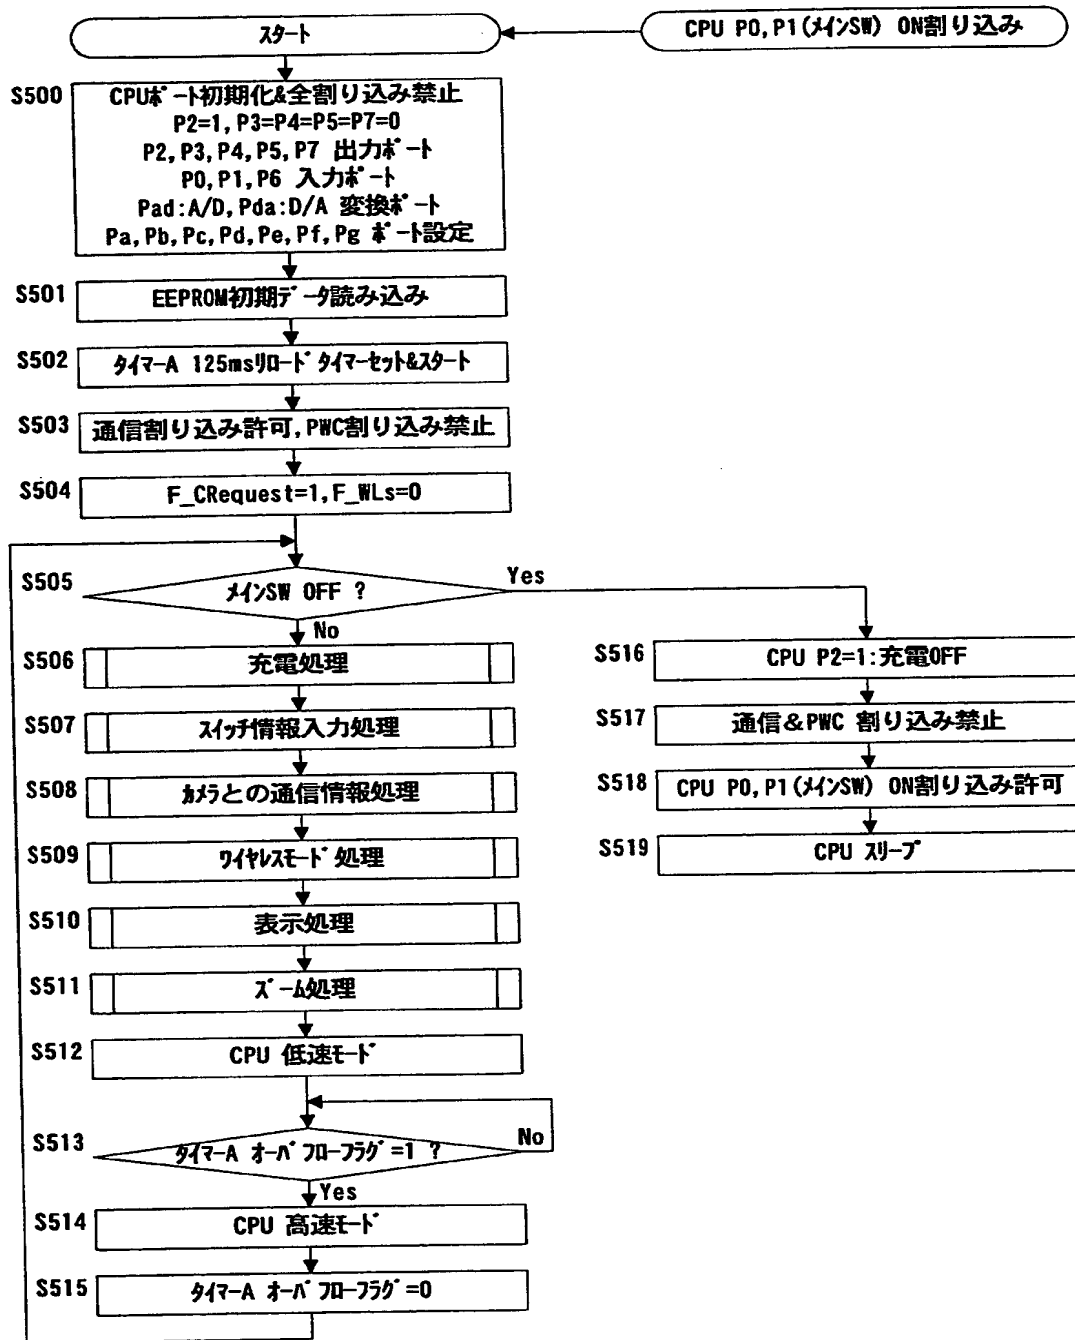 スタート
CPU P0,P1(メインSW) ON割り込み
S500
CPUポート初期化&全割り込み禁止
P2=1,P3=P4=P5=P7=0
P2,P3,P4,P5,P7 出力ポート
P0,P1,P6 入力ポート
Pad:A/D,Pda:D/A 変換ポート
Pa,Pb,Pc,Pd,Pe,Pf,Pg ポート設定
S501
EEPROM初期データ読み込み
S502
タイマーA 125msリロードタイマーセット&スタート
S503
通信割り込み許可,PWC割り込み禁止
S504
F_CRequest=1,F_WLs=0
S505
メインSW OFF ?
Yes
No
S506
充電処理
S507
スイッチ情報入力処理
S508
カメラとの通信情報処理
S509
ワイヤレスモード処理
S510
表示処理
S511
ズーム処理
S512
CPU 低速モード
S513
タイマーA オーバフローフラグ=1 ?
No
Yes
S514
CPU 高速モード
S515
タイマーA オーバフローフラグ=0
S516
CPU P2=1:充電OFF
S517
通信&PWC 割り込み禁止
S518
CPU P0,P1(メインSW) ON割り込み許可
S519
CPU スリープ